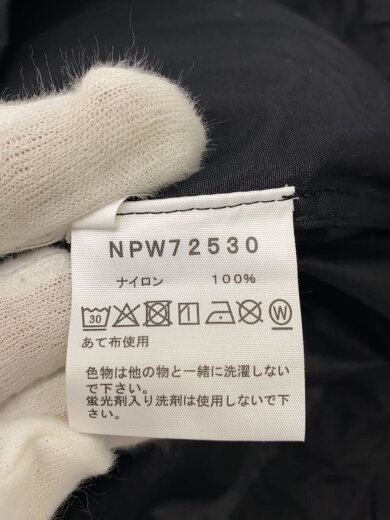 NPW72530
ナイロン 100%
30 W
あて布使用
色物は他の物と一緒に洗濯しない
で下さい。
蛍光剤入り洗剤は使用しないで下
さい。